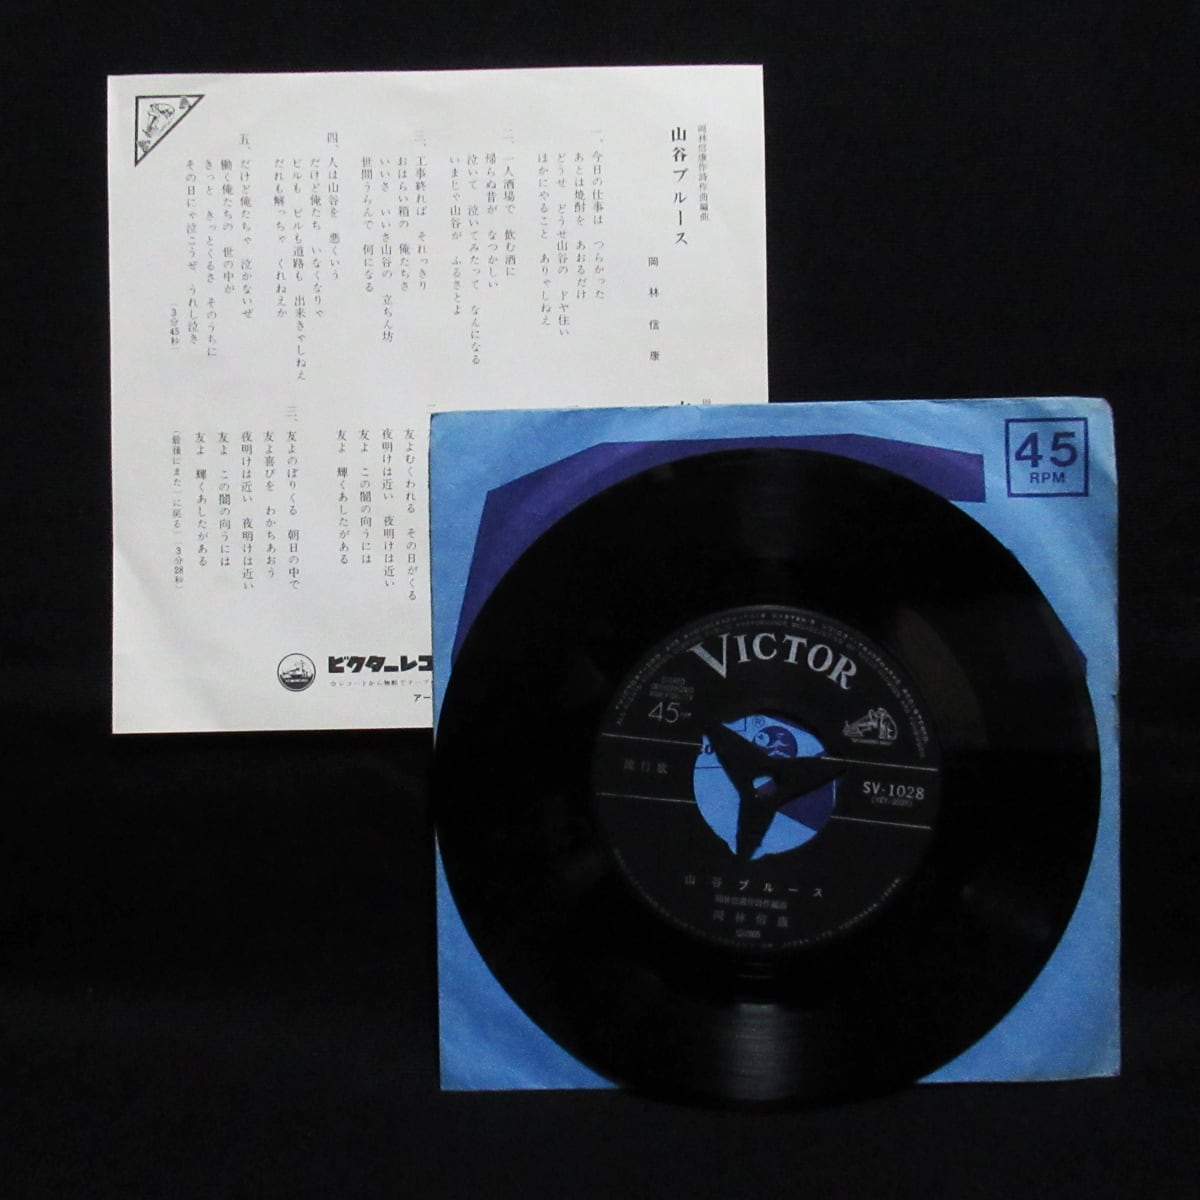 岡林信康作詩作曲編曲
山谷ブルース
岡林信康
一、今日の仕事は つらかった
あとは焼酎を あおるだけ
どうせ どうせ山谷の ドヤ住い
ほかにやること ありゃしねえ
二、一人酒場で 飲む酒に
帰らぬ昔が なつかしい
泣いて 泣いてみたって なんになる
いまじゃ山谷が ふるさとよ
三、工事終れば それっきり
おはらい箱の 俺たちさ
いいさ いいさ山谷の 立ちん坊
世間うらんで 何になる
四、人は山谷を 悪くいう
だけど俺たち いなくなりゃ
ビルも ビルも道路も 出来きゃしねえ
だれも解っちゃ くれねえか
五、だけど俺たちゃ 泣かないぜ
働く俺たちの 世の中が
きっと きっとくるさ そのうちに
その日にゃ泣こうぜ うれし泣き
(3分45秒)
友よむくわれる その日がくる
夜明けは近い 夜明けは近い
友よ この闇の向うには
友よ 輝くあしたがある
三、友よのぼりくる 朝日の中で
友よ喜びを わかちあおう
夜明けは近い 夜明けは近い
友よ この闇の向うには
友よ 輝くあしたがある
(最後にまた一に戻る)(3分28秒)
ビクターレコ
45
RPM
VICTOR
45
流行歌
SV-1028
山谷ブルース
岡林信康作詩作編曲
岡林信康